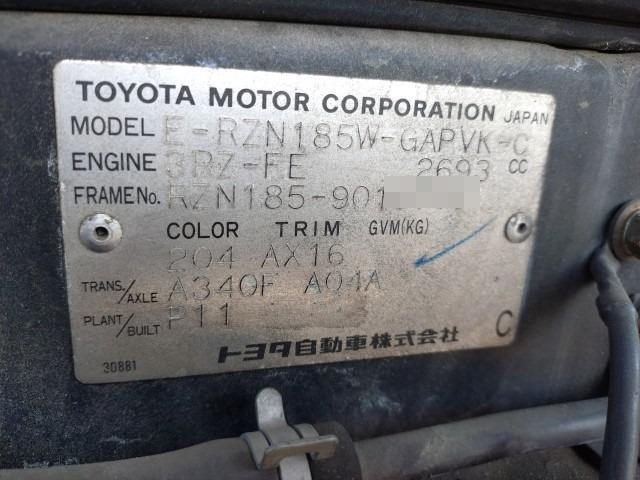 TOYOTA MOTOR CORPORATION JAPAN
MODEL E-RZN185W-GAPVK-C
ENGINE 3RZ-FE 2693 CC
FRAME No. RZN185-901
COLOR TRIM GVM(KG)
204 AX16
TRANS./AXLE A340F A04A
PLANT/BUILT P11
C
トヨタ自動車株式会社
30881